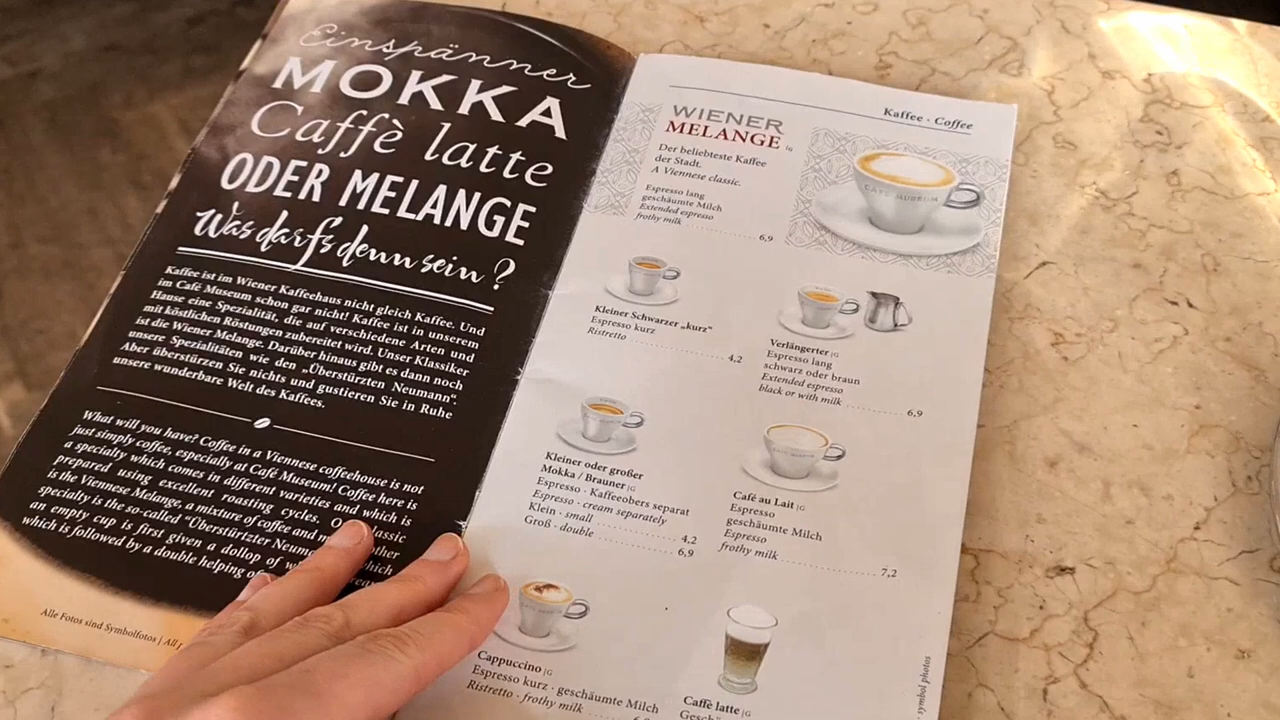 Einspänner
MOKKA
Caffè latte
ODER MELANGE
Was darf's denn sein?
Kaffee ist im Wiener Kaffeehaus nicht gleich Kaffee. Und
im Café Museum schon gar nicht! Kaffee ist in unserem
Hause eine Spezialität, die auf verschiedene Arten und
mit köstlichen Röstungen zubereitet wird. Unser Klassiker
ist die Wiener Melange. Darüber hinaus gibt es dann noch
unsere Spezialitäten wie den „Überstürzten Neumann“.
Aber überstürzen Sie nichts und gustieren Sie in Ruhe
unsere wunderbare Welt des Kaffees.
What will you have? Coffee in a Viennese coffeehouse is not
just simply coffee, especially at Café Museum! Coffee here is
a specialty which comes in different varieties and which is
prepared using excellent roasting cycles. O assic
is the Viennese Melange, a mixture of coffee and m ther
specialty is the so-called “Überstürtzter Neum which
an empty cup is first given a dollop of w
which is followed by a double helping of
Alle Fotos sind Symbolfotos | All
Kaffee · Coffee
WIENER
MELANGE |G
Der beliebteste Kaffee
der Stadt.
A Viennese classic.
Espresso lang
geschäumte Milch
Extended espresso
frothy milk
6,9
CAFÉ MUSEUM
Kleiner Schwarzer „kurz“
Espresso kurz
Ristretto
4,2
Verlängerter |G
Espresso lang
schwarz oder braun
Extended espresso
black or with milk
6,9
Kleiner oder großer
Mokka / Brauner |G
Espresso · Kaffeeobers separat
Espresso · cream separately
Klein · small 4,2
Groß · double 6,9
Café au Lait |G
Espresso
geschäumte Milch
Espresso
frothy milk
7,2
Cappuccino |G
Espresso kurz · geschäumte Milch
Ristretto · frothy milk
Caffè latte |G
symbol photos